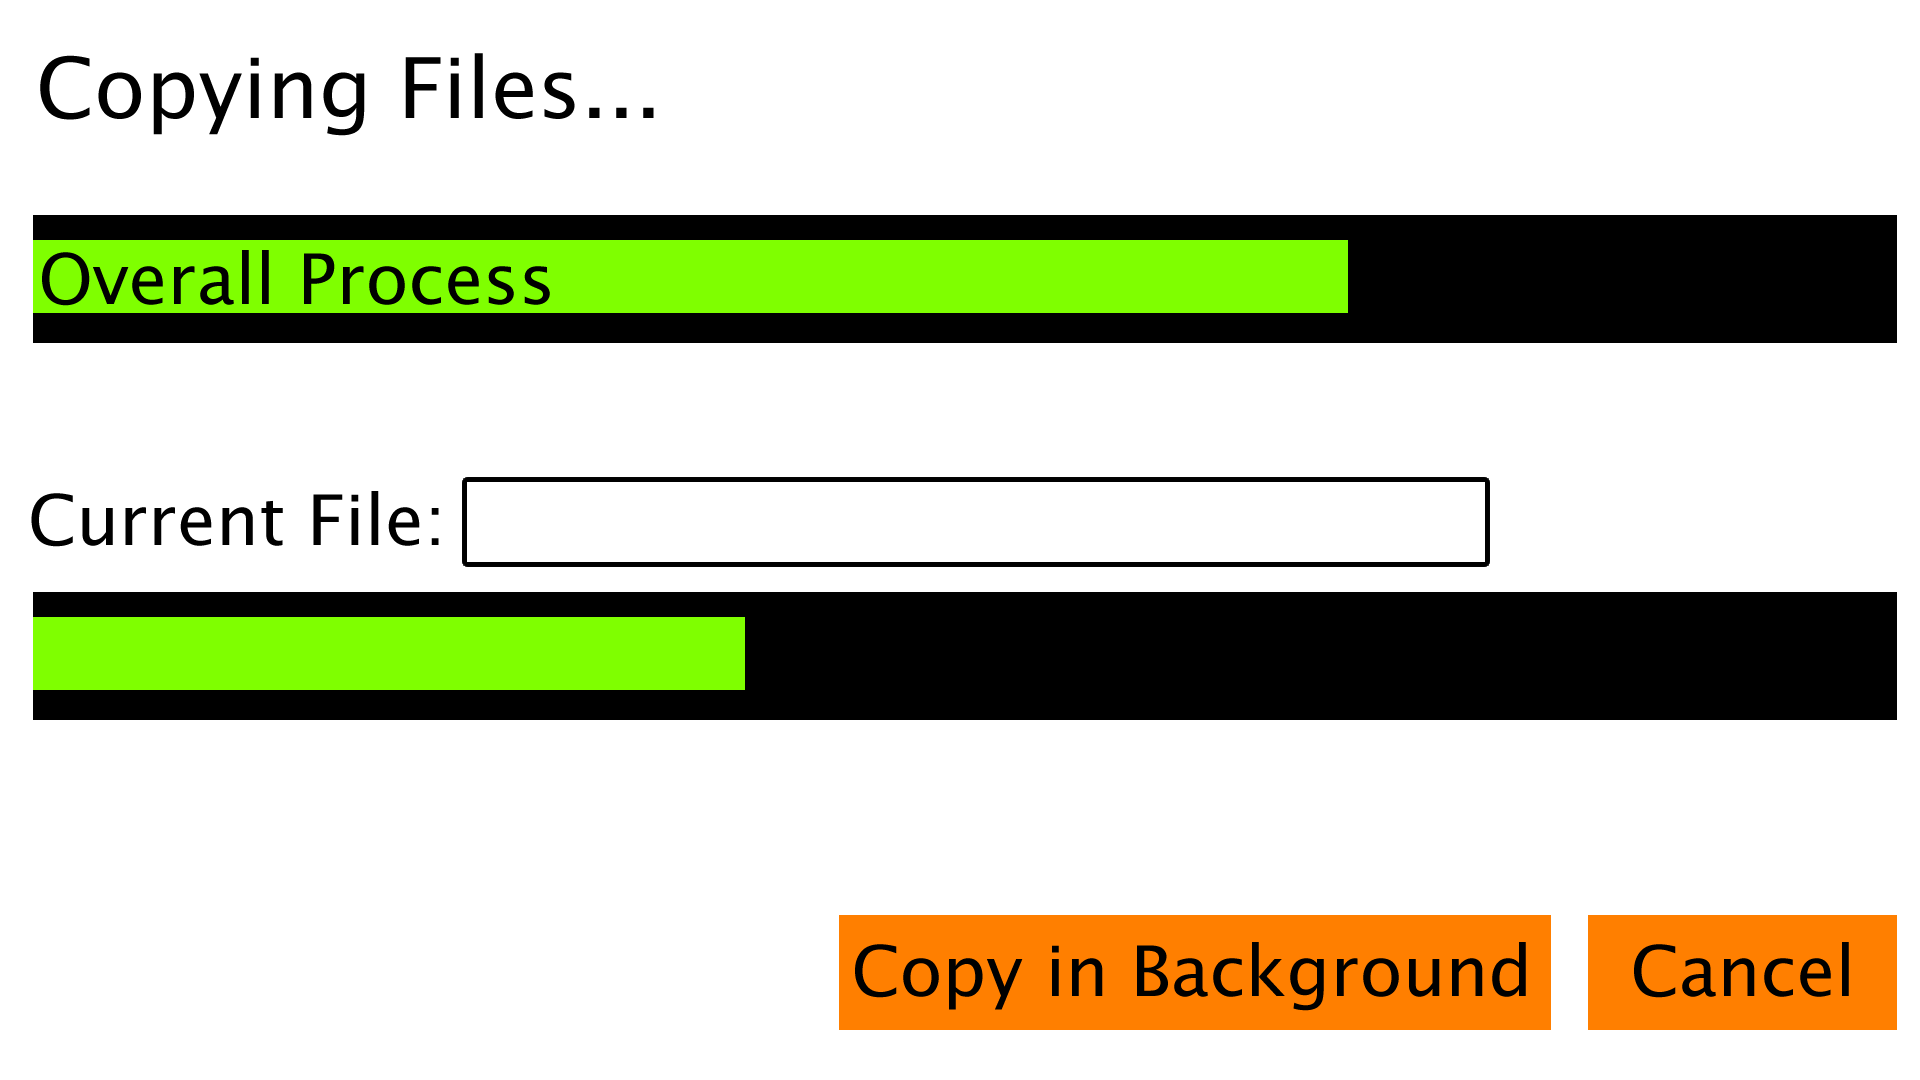 Copying Files...
Overall Process
Current File:
Copy in Background
Cancel